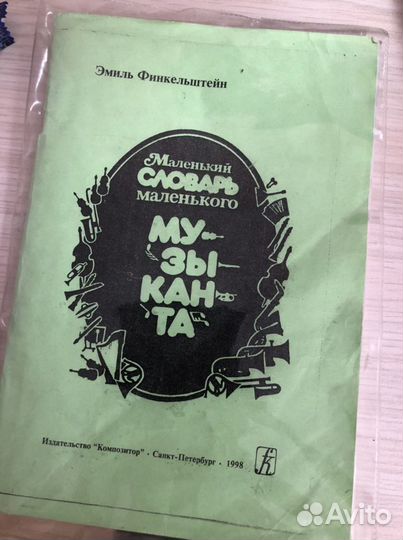 Эмиль Финкельштейн
Маленький
СЛОВАРЬ
маленького
МУ-
ЗЫ-
КАН-
ТА
Издательство "Композитор" · Санкт-Петербург · 1998
Avito